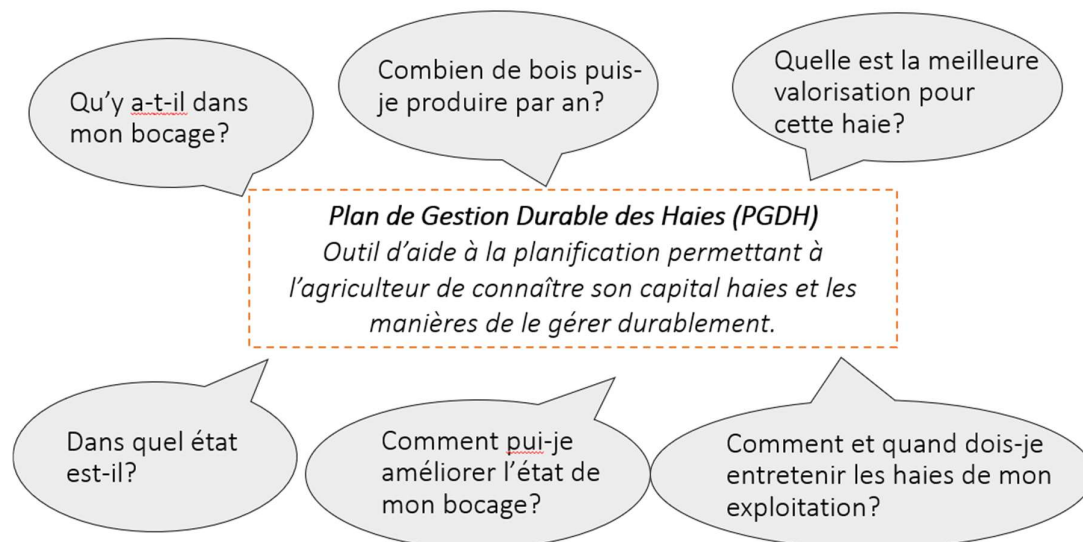 Qu'y a-t-il dans
mon bocage?
Combien de bois puis-
je produire par an?
Quelle est la meilleure
valorisation pour
cette haie?
Plan de Gestion Durable des Haies (PGDH)
Outil d'aide à la planification permettant à
l'agriculteur de connaître son capital haies et les
manières de le gérer durablement.
Dans quel état
est-il?
Comment pui-je
améliorer l'état de
mon bocage?
Comment et quand dois-je
entretenir les haies de mon
exploitation?